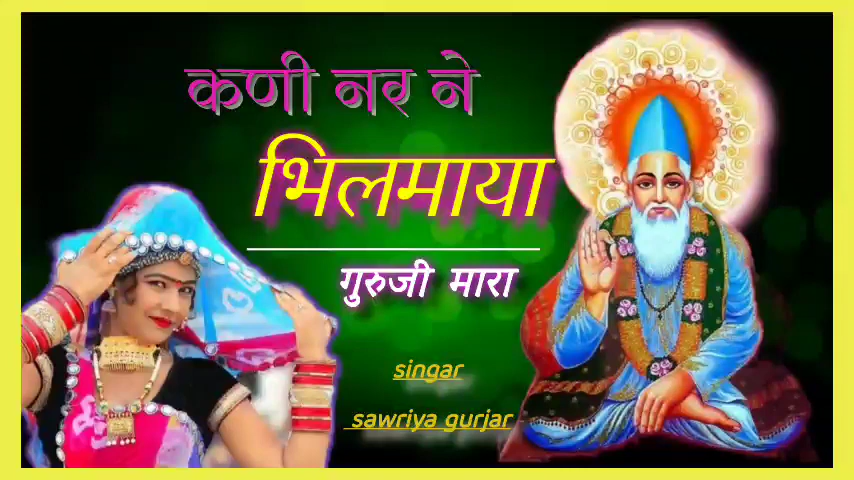 कणी नर ने
भिलमाया
गुरुजी मारा
singar
sawriya gurjar